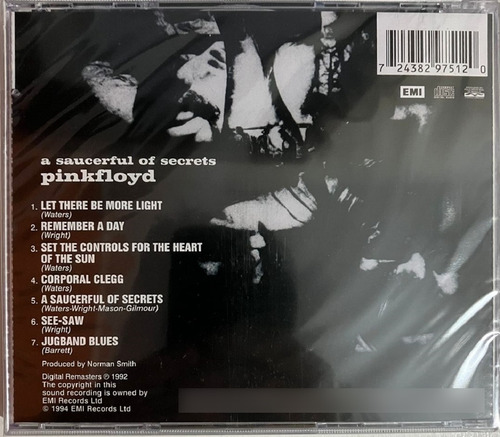 7 24382 97512 0
EMI
a saucerful of secrets
pinkfloyd
1. LET THERE BE MORE LIGHT
(Waters)
2. REMEMBER A DAY
(Wright)
3. SET THE CONTROLS FOR THE HEART
OF THE SUN
(Waters)
4. CORPORAL CLEGG
(Waters)
5. A SAUCERFUL OF SECRETS
(Waters-Wright-Mason-Gilmour)
6. SEE-SAW
(Wright)
7. JUGBAND BLUES
(Barrett)
Produced by Norman Smith
Digital Remasters ℗ 1992
The copyright in this
sound recording is owned by
EMI Records Ltd
© 1994 EMI Records Ltd